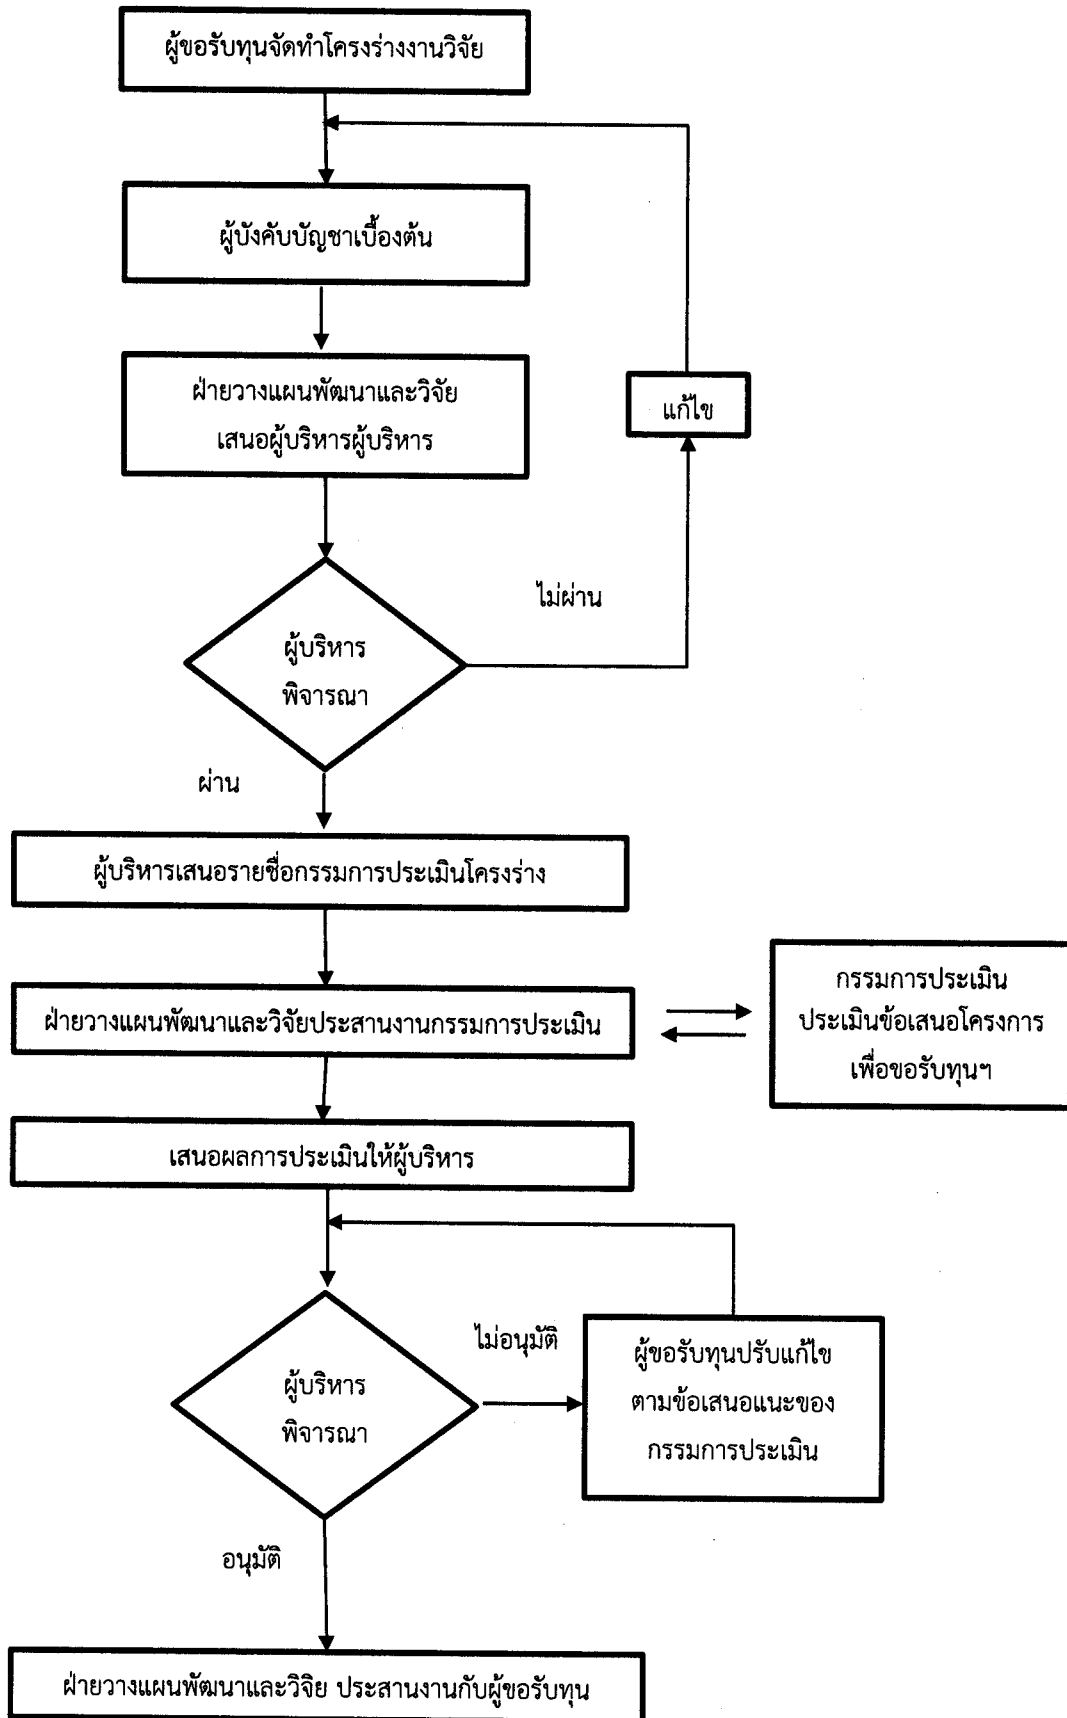 ผู้ขอรับทุนจัดทำโครงร่างงานวิจัย
ผู้บังคับบัญชาเบื้องต้น
ฝ่ายวางแผนพัฒนาและวิจัย
เสนอผู้บริหารผู้บริหาร
แก้ไข
ไม่ผ่าน
ผู้บริหาร
พิจารณา
ผ่าน
ผู้บริหารเสนอรายชื่อกรรมการประเมินโครงร่าง
ฝ่ายวางแผนพัฒนาและวิจัยประสานงานกรรมการประเมิน
กรรมการประเมิน
ประเมินข้อเสนอโครงการ
เพื่อขอรับทุนฯ
เสนอผลการประเมินให้ผู้บริหาร
ไม่อนุมัติ
ผู้บริหาร
พิจารณา
ผู้ขอรับทุนปรับแก้ไข
ตามข้อเสนอแนะของ
กรรมการประเมิน
อนุมัติ
ฝ่ายวางแผนพัฒนาและวิจิย ประสานงานกับผู้ขอรับทุน